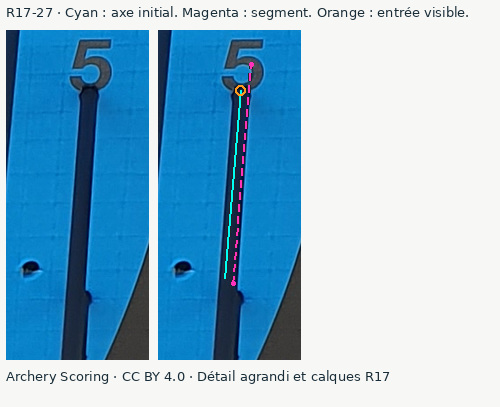 R17-27 · Cyan : axe initial. Magenta : segment. Orange : entrée visible.
5 5
Archery Scoring · CC BY 4.0 · Détail agrandi et calques R17